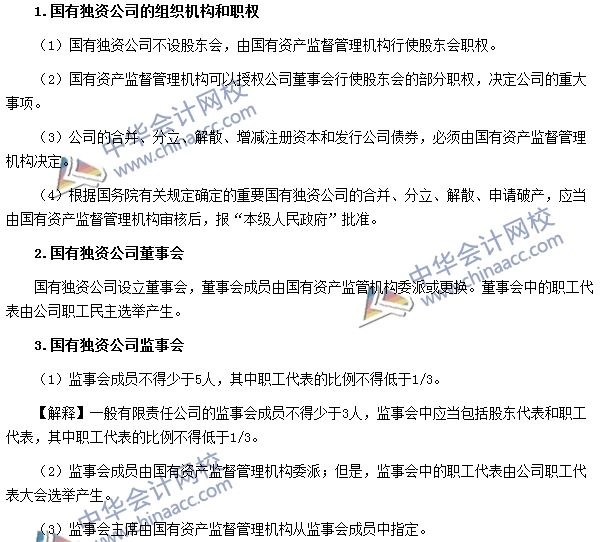 1.国有独资公司的组织机构和职权
（1）国有独资公司不设股东会，由国有资产监督管理机构行使股东会职权。
（2）国有资产监督管理机构可以授权公司董事会行使股东会的部分职权，决定公司的重大
事项。
（3）公司的合并、分立、解散、增减注册资本和发行公司债券，必须由国有资产监督管理
机构决定。
（4）根据国务院有关规定确定的重要国有独资公司的合并、分立、解散、申请破产，应当
由国有资产监督管理机构审核后，报“本级人民政府”批准。
2.国有独资公司董事会
国有独资公司设立董事会，董事会成员由国有资产监管机构委派或更换。董事会中的职工代
表由公司职工民主选举产生。
3.国有独资公司监事会
（1）监事会成员不得少于5人，其中职工代表的比例不得低于1/3。
【解释】一般有限责任公司的监事会成员不得少于3人，监事会中应当包括股东代表和职工
代表，其中职工代表的比例不得低于1/3。
（2）监事会成员由国有资产监督管理机构委派；但是，监事会中的职工代表由公司职工代
表大会选举产生。
（3）监事会主席由国有资产监督管理机构从监事会成员中指定。
中华会计网校
www.chinaacc.com
中华会计网校
www.chinaacc.com
中华会计网校
www.chinaacc.com